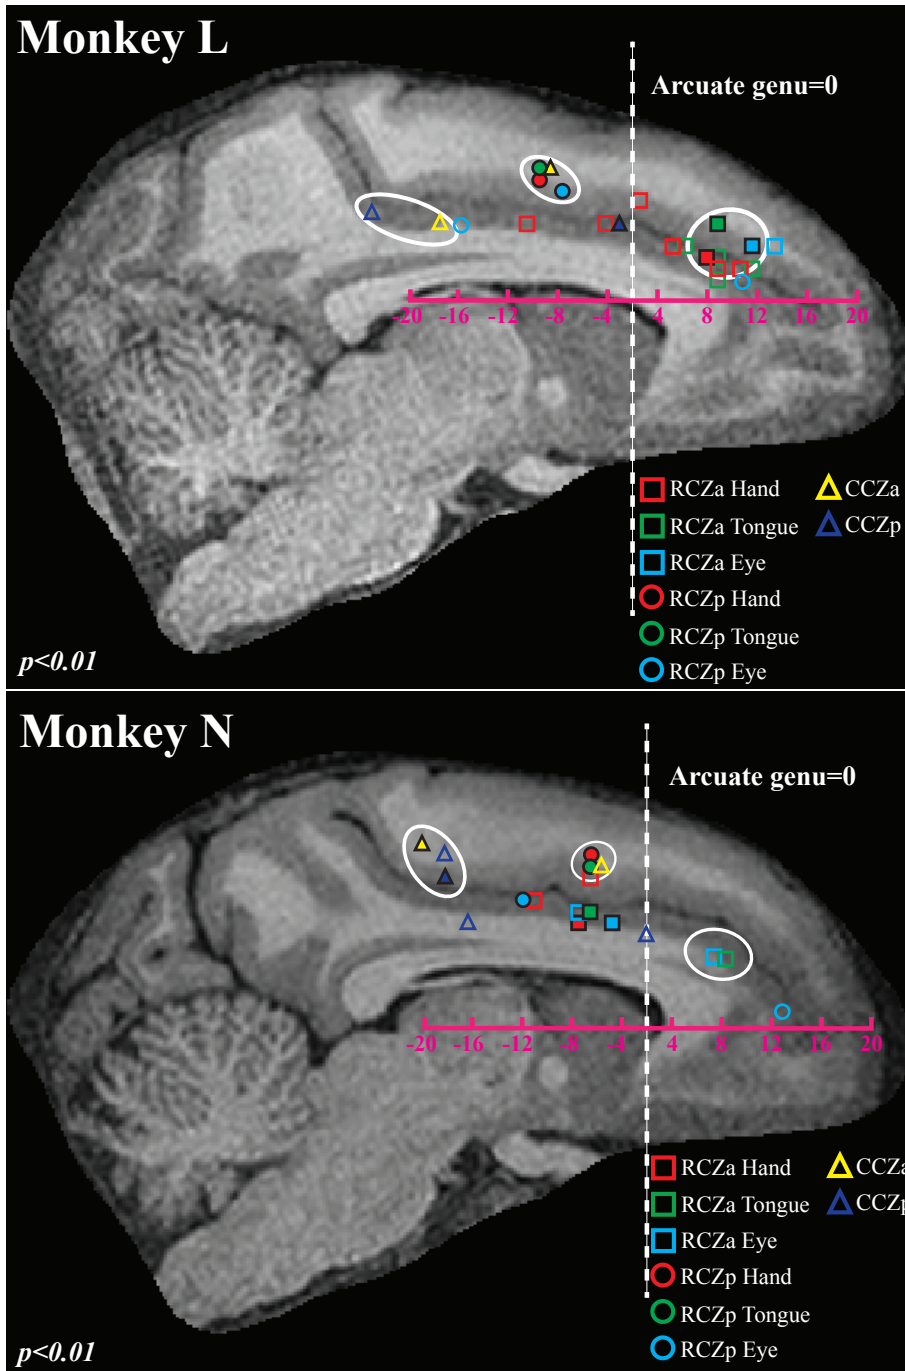 Monkey L
Arcuate genu=0
-20 -16 -12 -8 -4 4 8 12 16 20
RCZa Hand CCZa
RCZa Tongue CCZp
RCZa Eye
RCZp Hand
RCZp Tongue
RCZp Eye
p<0.01
Monkey N
Arcuate genu=0
-20 -16 -12 -8 -4 4 8 12 16 20
RCZa Hand CCZa
RCZa Tongue CCZp
RCZa Eye
RCZp Hand
RCZp Tongue
RCZp Eye
p<0.01